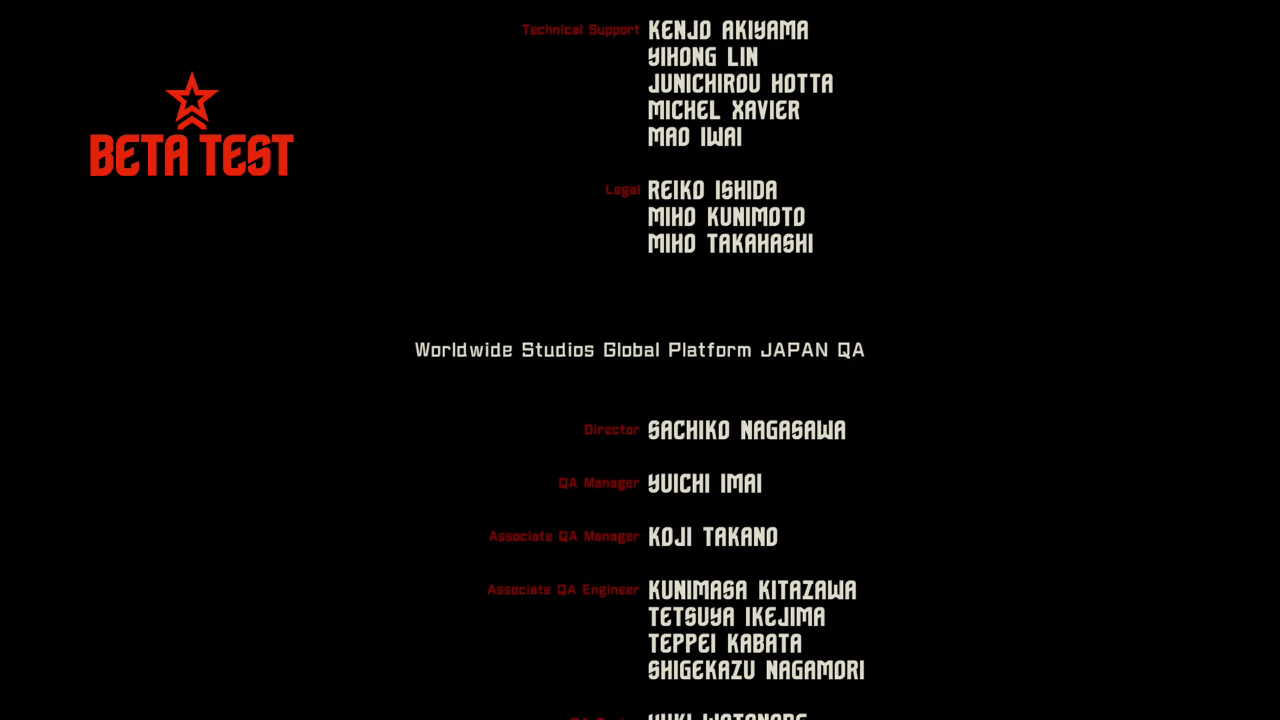 Technical Support KENJO AKIYAMA
YIHONG LIN
JUNICHIROU HOTTA
MICHEL XAVIER
MAO IWAI
BETA TEST
Legal REIKO ISHIDA
MIHO KUNIMOTO
MIHO TAKAHASHI
Worldwide Studios Global Platform JAPAN QA
Director SACHIKO NAGASAWA
QA Manager YUICHI IMAI
Associate QA Manager KOJI TAKANO
Associate QA Engineer KUNIMASA KITAZAWA
TETSUYA IKEJIMA
TEPPEI KABATA
SHIGEKAZU NAGAMORI
YUKI WATANABE